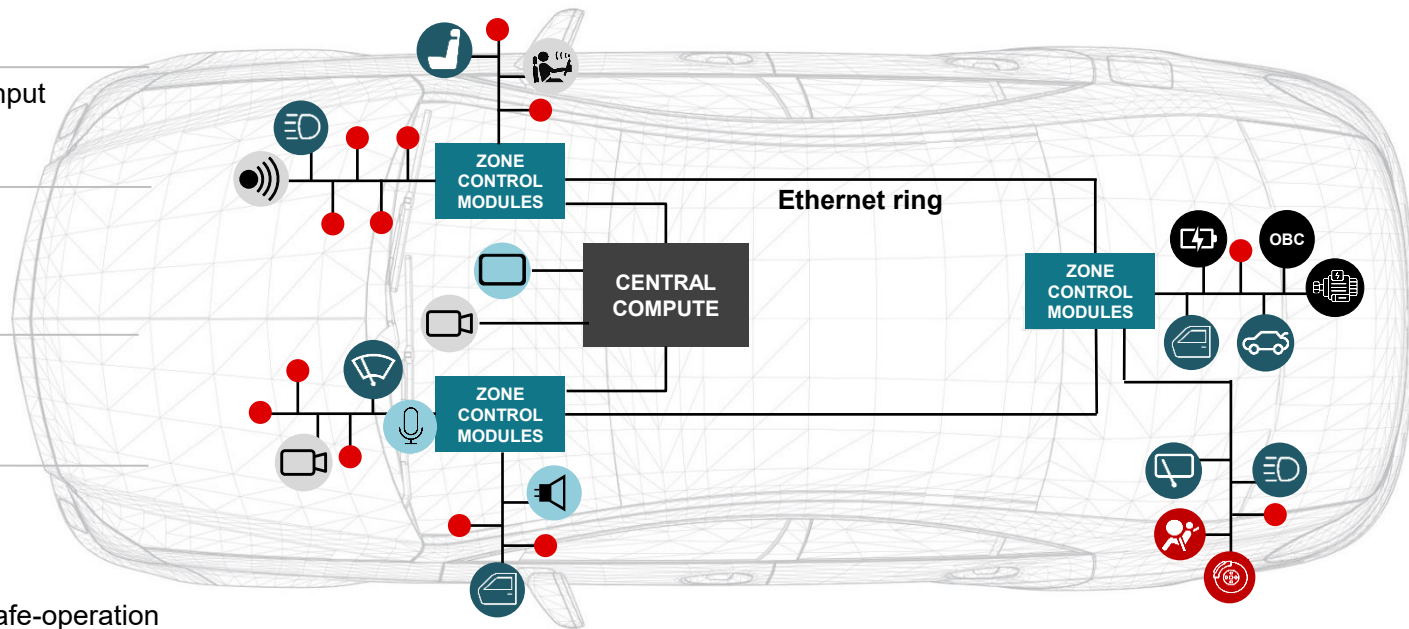 nput
ZONE
CONTROL
MODULES
Ethernet ring
OBC
CENTRAL
COMPUTE
ZONE
CONTROL
MODULES
ZONE
CONTROL
MODULES
afe-operation